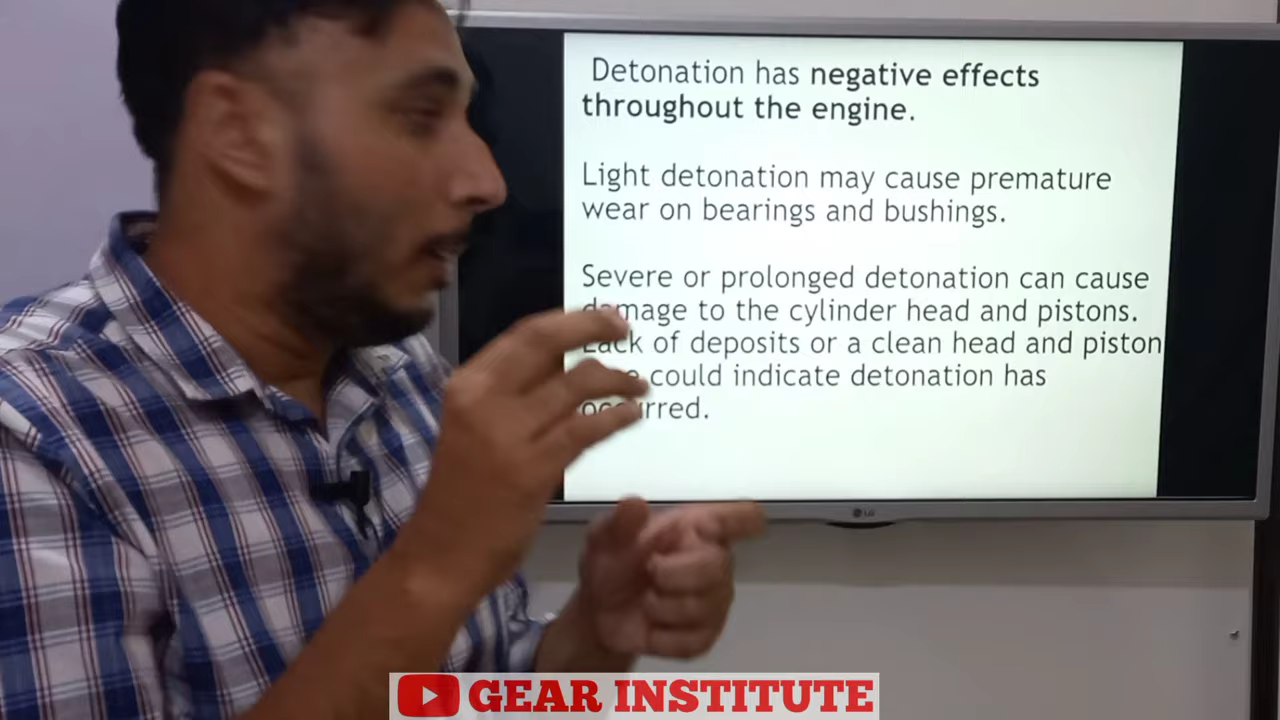 Detonation has negative effects
throughout the engine.
Light detonation may cause premature
wear on bearings and bushings.
Severe or prolonged detonation can cause
damage to the cylinder head and pistons.
Lack of deposits or a clean head and piston
could indicate detonation has
occurred.
LG
GEAR INSTITUTE